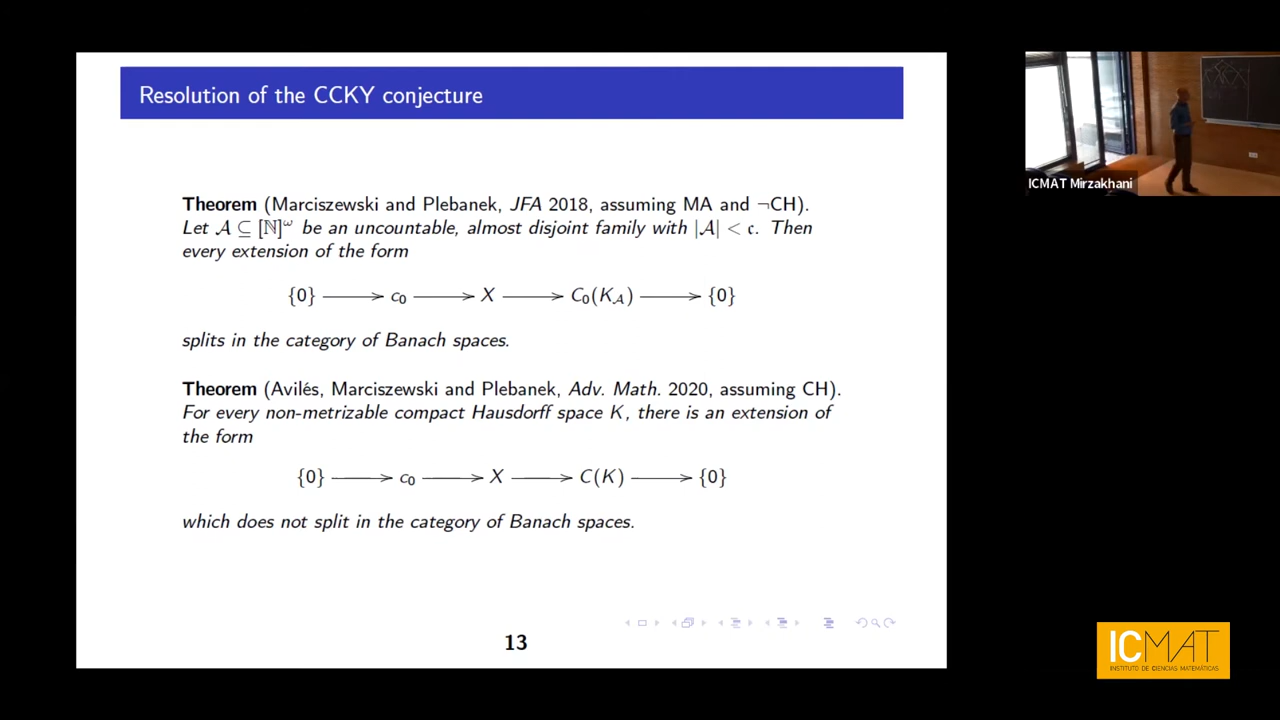 Resolution of the CCKY conjecture
Theorem (Marciszewski and Plebanek, JFA 2018, assuming MA and ¬CH).
Let 𝒜 ⊆ [ℕ]^ω be an uncountable, almost disjoint family with |𝒜| < 𝔠. Then
every extension of the form
{0} ⟶ c₀ ⟶ X ⟶ C₀(K_𝒜) ⟶ {0}
splits in the category of Banach spaces.
Theorem (Avilés, Marciszewski and Plebanek, Adv. Math. 2020, assuming CH).
For every non-metrizable compact Hausdorff space K, there is an extension of
the form
{0} ⟶ c₀ ⟶ X ⟶ C(K) ⟶ {0}
which does not split in the category of Banach spaces.
13
ICMAT Mirzakhani
ICMAT
INSTITUTO DE CIENCIAS MATEMÁTICAS